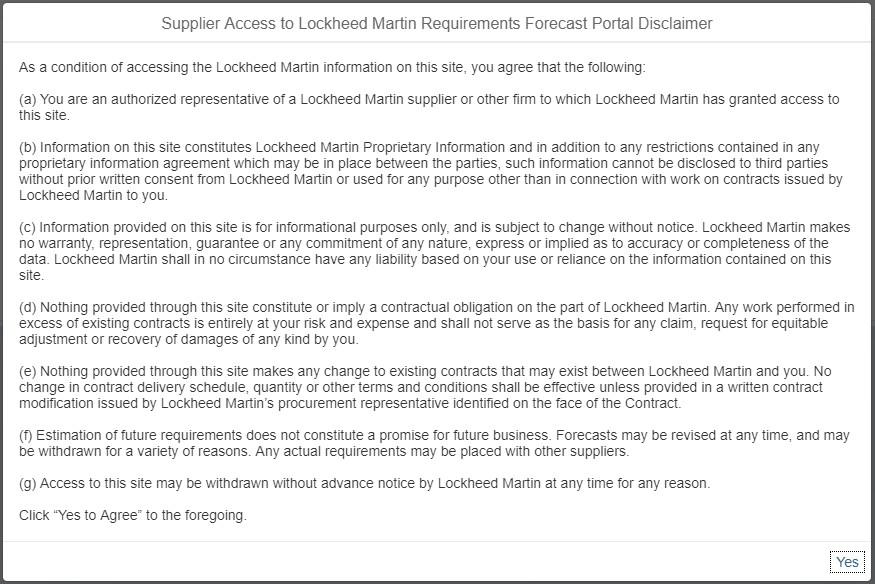 Supplier Access to Lockheed Martin Requirements Forecast Portal Disclaimer
As a condition of accessing the Lockheed Martin information on this site, you agree that the following:
(a) You are an authorized representative of a Lockheed Martin supplier or other firm to which Lockheed Martin has granted access to
this site.
(b) Information on this site constitutes Lockheed Martin Proprietary Information and in addition to any restrictions contained in any
proprietary information agreement which may be in place between the parties, such information cannot be disclosed to third parties
without prior written consent from Lockheed Martin or used for any purpose other than in connection with work on contracts issued by
Lockheed Martin to you.
(c) Information provided on this site is for informational purposes only, and is subject to change without notice. Lockheed Martin makes
no warranty, representation, guarantee or any commitment of any nature, express or implied as to accuracy or completeness of the
data. Lockheed Martin shall in no circumstance have any liability based on your use or reliance on the information contained on this
site.
(d) Nothing provided through this site constitute or imply a contractual obligation on the part of Lockheed Martin. Any work performed in
excess of existing contracts is entirely at your risk and expense and shall not serve as the basis for any claim, request for equitable
adjustment or recovery of damages of any kind by you.
(e) Nothing provided through this site makes any change to existing contracts that may exist between Lockheed Martin and you. No
change in contract delivery schedule, quantity or other terms and conditions shall be effective unless provided in a written contract
modification issued by Lockheed Martin's procurement representative identified on the face of the Contract.
(f) Estimation of future requirements does not constitute a promise for future business. Forecasts may be revised at any time, and may
be withdrawn for a variety of reasons. Any actual requirements may be placed with other suppliers.
(g) Access to this site may be withdrawn without advance notice by Lockheed Martin at any time for any reason.
Click “Yes to Agree” to the foregoing.
Yes